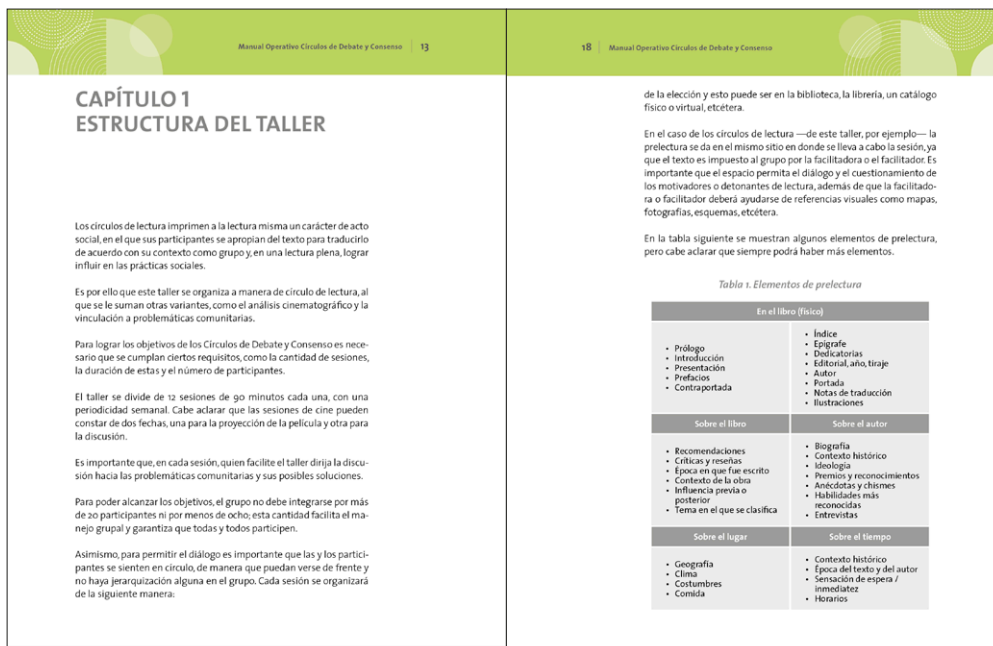 Manual Operativo Círculos de Debate y Consenso | 13
CAPÍTULO 1
ESTRUCTURA DEL TALLER
Los círculos de lectura imprimen a la lectura misma un carácter de acto
social, en el que sus participantes se apropian del texto para traducirlo
de acuerdo con su contexto como grupo y, en una lectura plena, lograr
influir en las prácticas sociales.
Es por ello que este taller se organiza a manera de círculo de lectura, al
que se le suman otras variantes, como el análisis cinematográfico y la
vinculación a problemáticas comunitarias.
Para lograr los objetivos de los Círculos de Debate y Consenso es nece-
sario que se cumplan ciertos requisitos, como la cantidad de sesiones,
la duración de estas y el número de participantes.
El taller se divide de 12 sesiones de 90 minutos cada una, con una
periodicidad semanal. Cabe aclarar que las sesiones de cine pueden
constar de dos fechas, una para la proyección de la película y otra para
la discusión.
Es importante que, en cada sesión, quien facilite el taller dirija la discu-
sión hacia las problemáticas comunitarias y sus posibles soluciones.
Para poder alcanzar los objetivos, el grupo no debe integrarse por más
de 20 participantes ni por menos de ocho; esta cantidad facilita el ma-
nejo grupal y garantiza que todas y todos participen.
Asimismo, para permitir el diálogo es importante que las y los partici-
pantes se sienten en círculo, de manera que puedan verse de frente y
no haya jerarquización alguna en el grupo. Cada sesión se organizará
de la siguiente manera:
18 | Manual Operativo Círculos de Debate y Consenso
de la elección y esto puede ser en la biblioteca, la librería, un catálogo
físico o virtual, etcétera.
En el caso de los círculos de lectura —de este taller, por ejemplo— la
prelectura se da en el mismo sitio en donde se lleva a cabo la sesión, ya
que el texto es impuesto al grupo por la facilitadora o el facilitador. Es
importante que el espacio permita el diálogo y el cuestionamiento de
los motivadores o detonantes de lectura, además de que la facilitado-
ra o facilitador deberá ayudarse de referencias visuales como mapas,
fotografías, esquemas, etcétera.
En la tabla siguiente se muestran algunos elementos de prelectura,
pero cabe aclarar que siempre podrá haber más elementos.
Tabla 1. Elementos de prelectura
En el libro (físico)
• Prólogo
• Introducción
• Presentación
• Prefacios
• Contraportada
• Índice
• Epígrafe
• Dedicatorias
• Editorial, año, tiraje
• Autor
• Portada
• Notas de traducción
• Ilustraciones
Sobre el libro
• Recomendaciones
• Críticas y reseñas
• Época en que fue escrito
• Contexto de la obra
• Influencia previa o
posterior
• Tema en el que se clasifica
Sobre el autor
• Biografía
• Contexto histórico
• Ideología
• Premios y reconocimientos
• Anécdotas y chismes
• Habilidades más
reconocidas
• Entrevistas
Sobre el lugar
• Geografía
• Clima
• Costumbres
• Comida
Sobre el tiempo
• Contexto histórico
• Época del texto y del autor
• Sensación de espera /
inmediatez
• Horarios